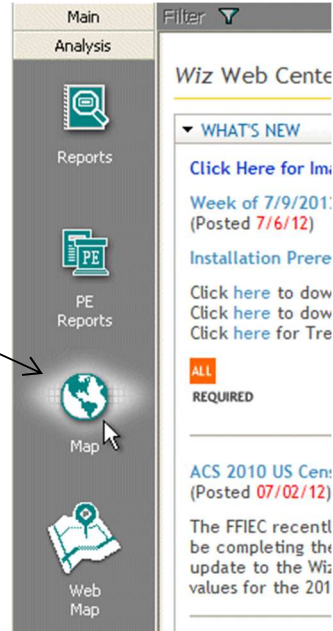 Main
Analysis
Reports
PE
PE
Reports
Map
Web
Map
Filter
Wiz Web Cente
WHAT'S NEW
Click Here for Im
Week of 7/9/201
(Posted 7/6/12)
Installation Prere
Click here to dow
Click here to dow
Click here for Tre
ALL
REQUIRED
ACS 2010 US Cens
(Posted 07/02/12)
The FFIEC recentl
be completing the
update to the Wiz
values for the 201